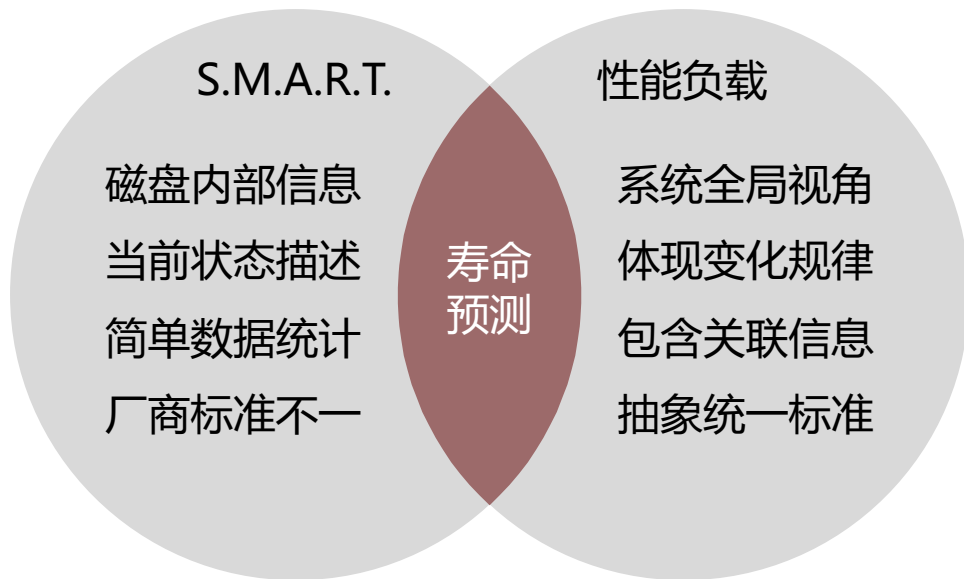 S.M.A.R.T.
磁盘内部信息
当前状态描述
简单数据统计
厂商标准不一
寿命
预测
性能负载
系统全局视角
体现变化规律
包含关联信息
抽象统一标准